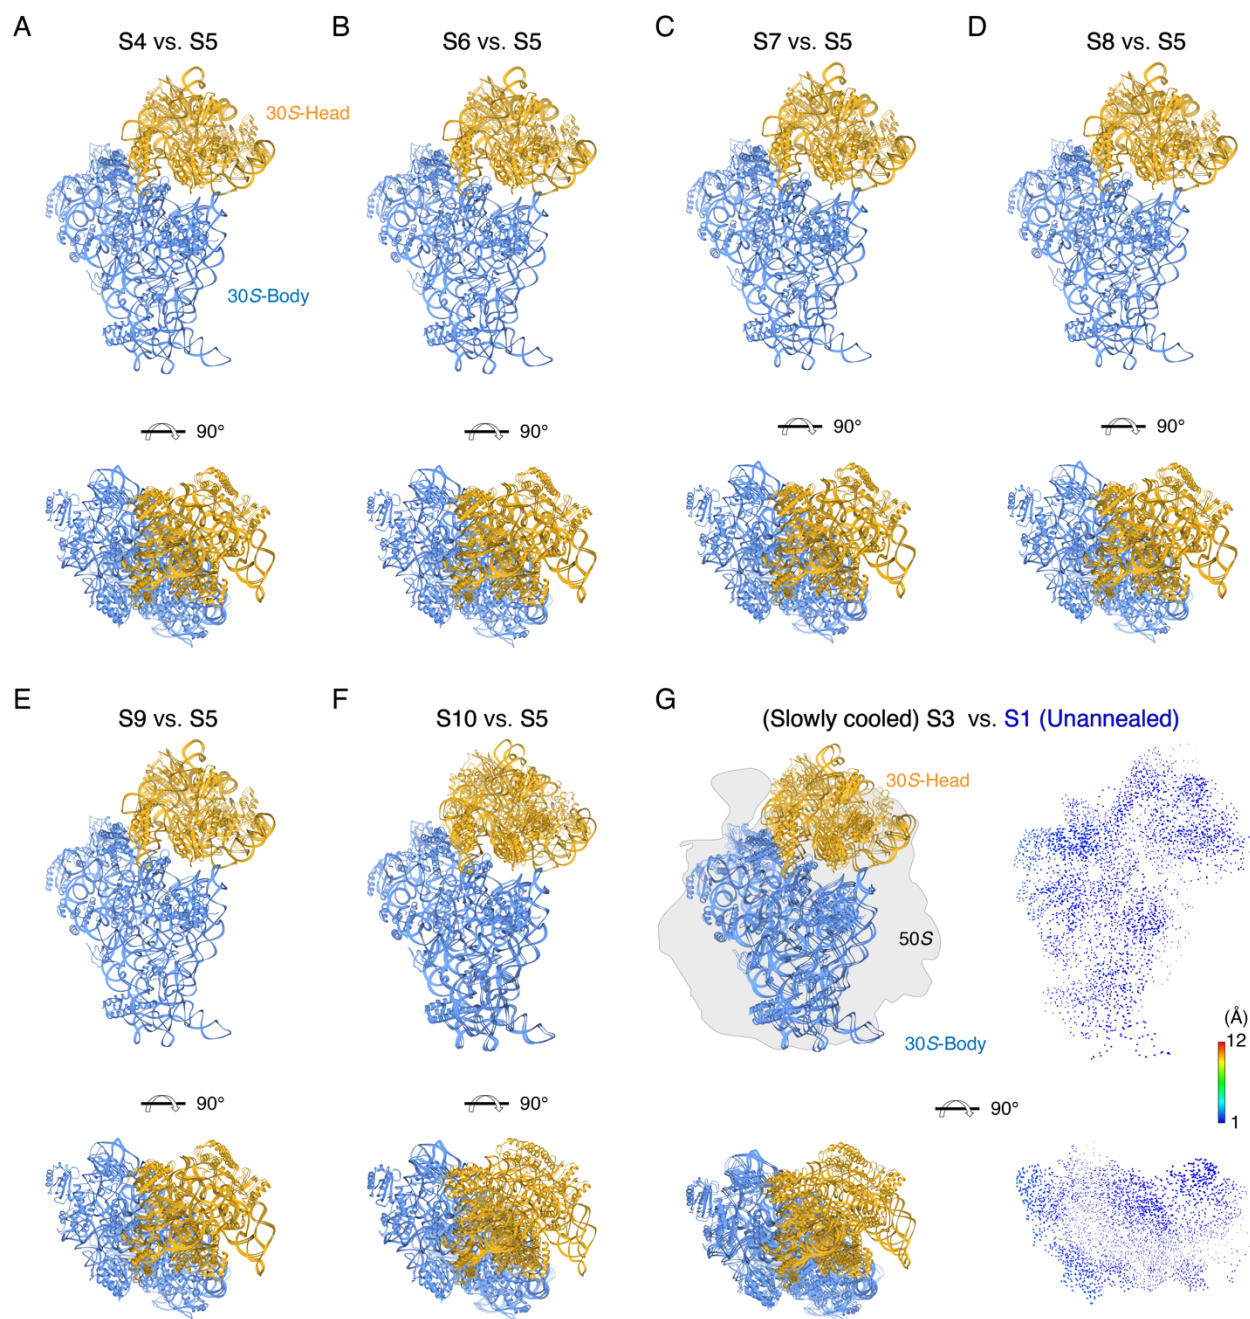 A
S4 vs. S5
B
S6 vs. S5
C
S7 vs. S5
D
S8 vs. S5
30S-Head
30S-Body
90°
90°
90°
90°
E
S9 vs. S5
F
S10 vs. S5
G
(Slowly cooled) S3 vs. S1 (Unannealed)
30S-Head
50S
30S-Body
(Å)
12
1
90°
90°
90°